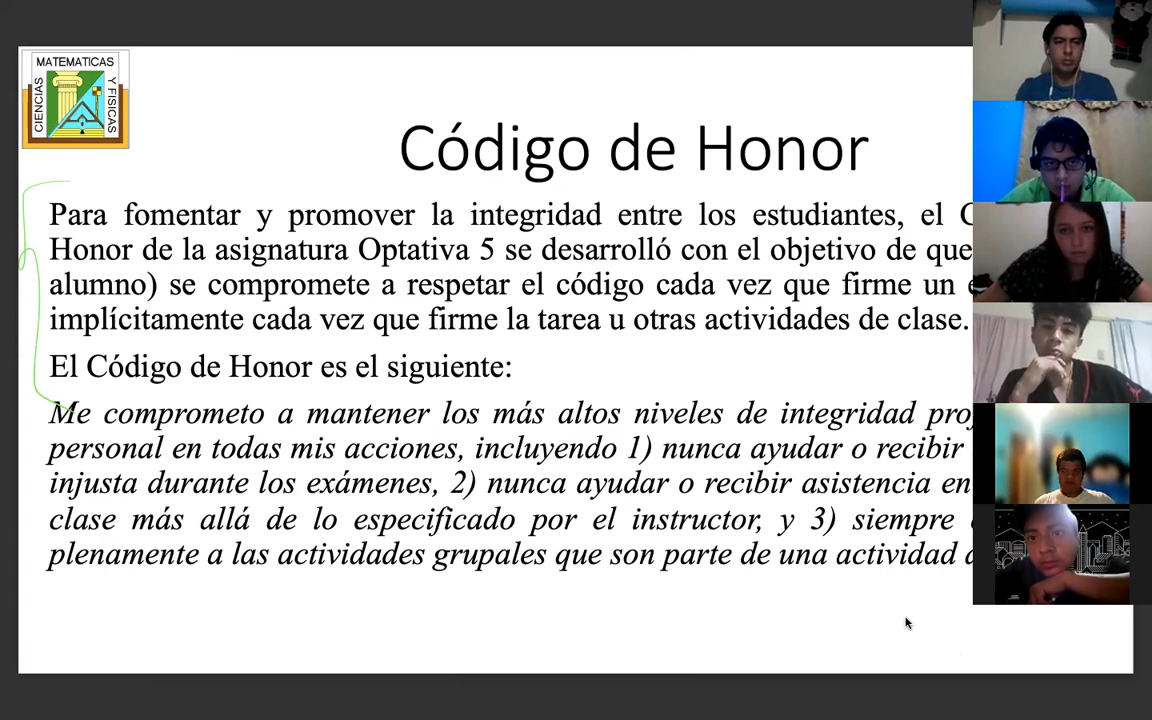 MATEMATICAS
CIENCIAS
Y FISICAS
Código de Honor
Para fomentar y promover la integridad entre los estudiantes, el
Honor de la asignatura Optativa 5 se desarrolló con el objetivo de que
alumno) se compromete a respetar el código cada vez que firme un
implícitamente cada vez que firme la tarea u otras actividades de clase.
El Código de Honor es el siguiente:
Me comprometo a mantener los más altos niveles de integridad
personal en todas mis acciones, incluyendo 1) nunca ayudar o recibir
injusta durante los exámenes, 2) nunca ayudar o recibir asistencia en
clase más allá de lo especificado por el instructor, y 3) siempre
plenamente a las actividades grupales que son parte de una actividad